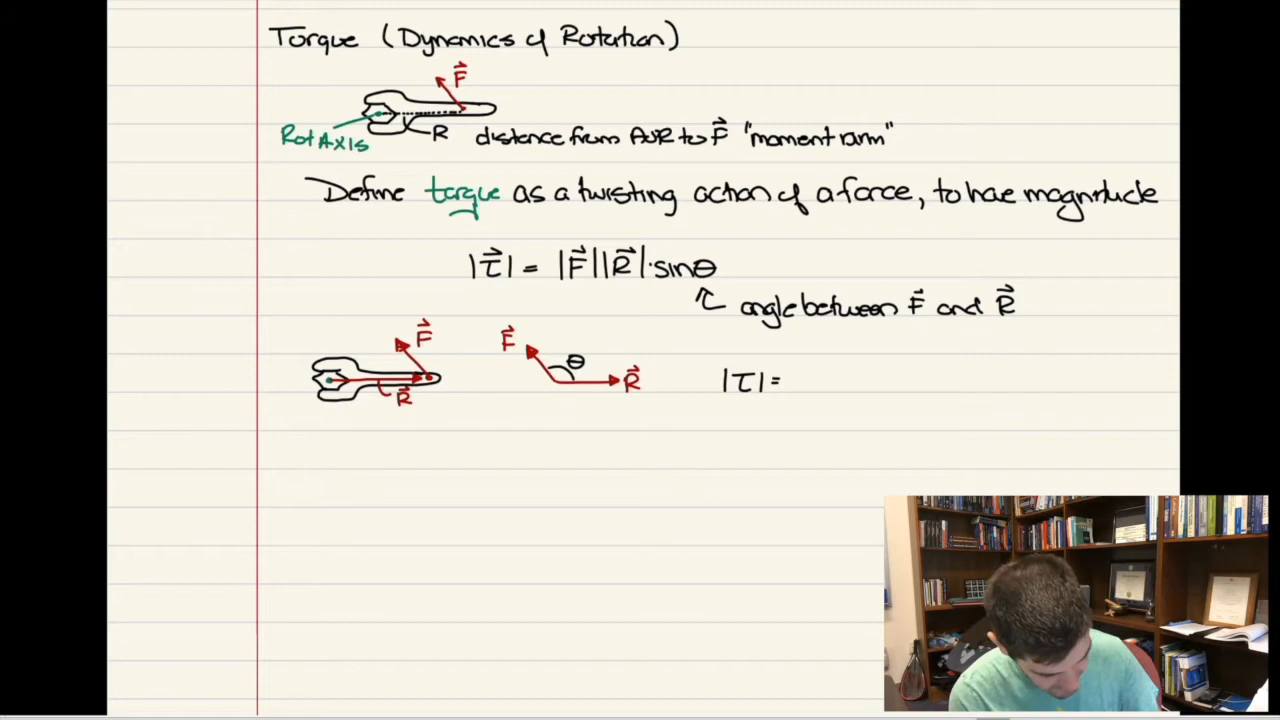 Torque (Dynamics of Rotation)
F⃗
Rot Axis
R
distance from AOR to F⃗ "moment arm"
Define torque as a twisting action of a force, to have magnitude
|τ⃗| = |F⃗||R⃗|·sinθ
angle between F⃗ and R⃗
F⃗
R⃗
F⃗ θ R⃗
|τ| =